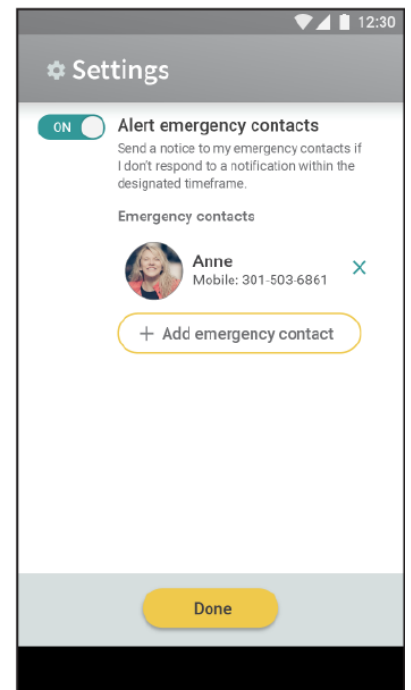 12:30
Settings
ON
Alert emergency contacts
Send a notice to my emergency contacts if
I don't respond to a notification within the
designated timeframe.
Emergency contacts
Anne
Mobile: 301-503-6861
+ Add emergency contact
Done